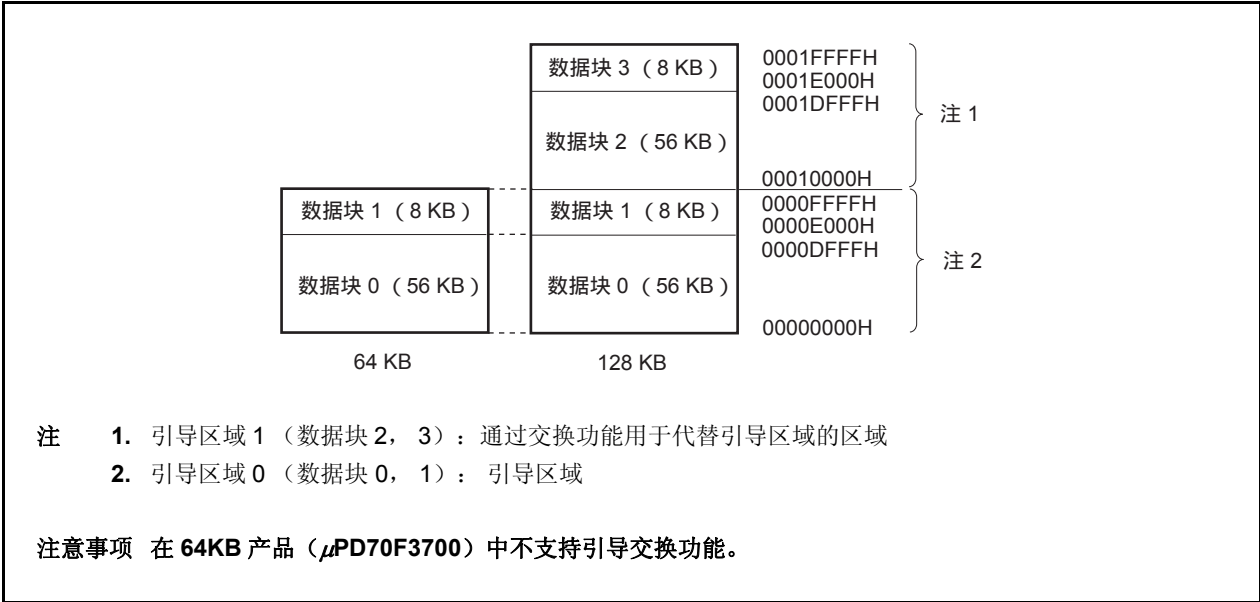 数据块 3 （8 KB）
0001FFFFH
0001E000H
0001DFFFH
注 1
数据块 2 （56 KB）
00010000H
数据块 1 （8 KB）
数据块 1 （8 KB）
0000FFFFH
0000E000H
0000DFFFH
注 2
数据块 0 （56 KB）
数据块 0 （56 KB）
00000000H
64 KB
128 KB
注 1. 引导区域 1 （数据块 2， 3）：通过交换功能用于代替引导区域的区域
2. 引导区域 0 （数据块 0， 1）： 引导区域
注意事项 在 64KB 产品（μPD70F3700）中不支持引导交换功能。